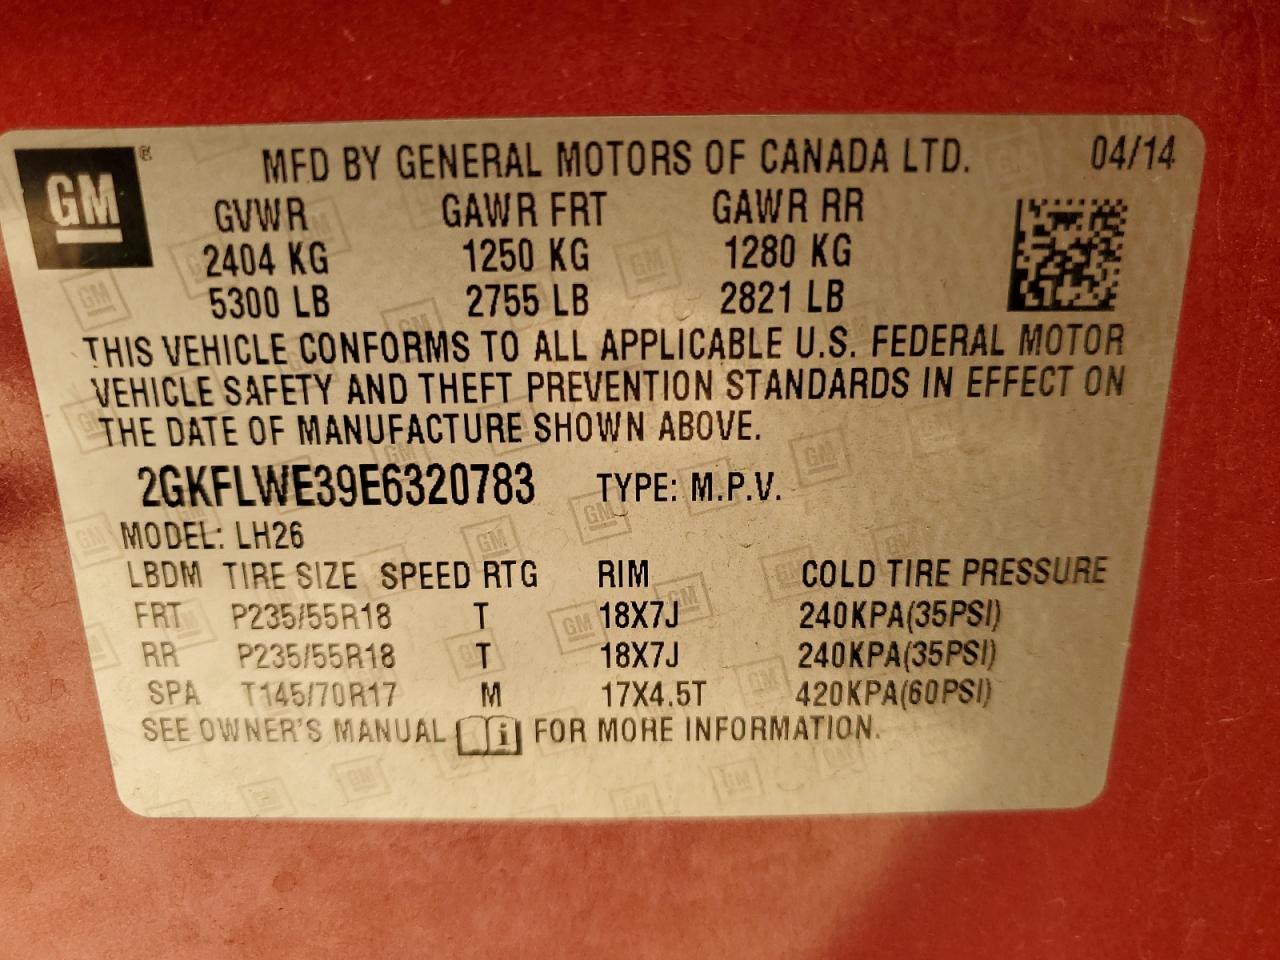 GM
MFD BY GENERAL MOTORS OF CANADA LTD. 04/14
GVWR GAWR FRT GAWR RR
2404 KG 1250 KG 1280 KG
5300 LB 2755 LB 2821 LB
THIS VEHICLE CONFORMS TO ALL APPLICABLE U.S. FEDERAL MOTOR
VEHICLE SAFETY AND THEFT PREVENTION STANDARDS IN EFFECT ON
THE DATE OF MANUFACTURE SHOWN ABOVE.
2GKFLWE39E6320783 TYPE: M.P.V.
MODEL: LH26
LBDM TIRE SIZE SPEED RTG RIM COLD TIRE PRESSURE
FRT P235/55R18 T 18X7J 240KPA(35PSI)
RR P235/55R18 T 18X7J 240KPA(35PSI)
SPA T145/70R17 M 17X4.5T 420KPA(60PSI)
SEE OWNER'S MANUAL i FOR MORE INFORMATION.